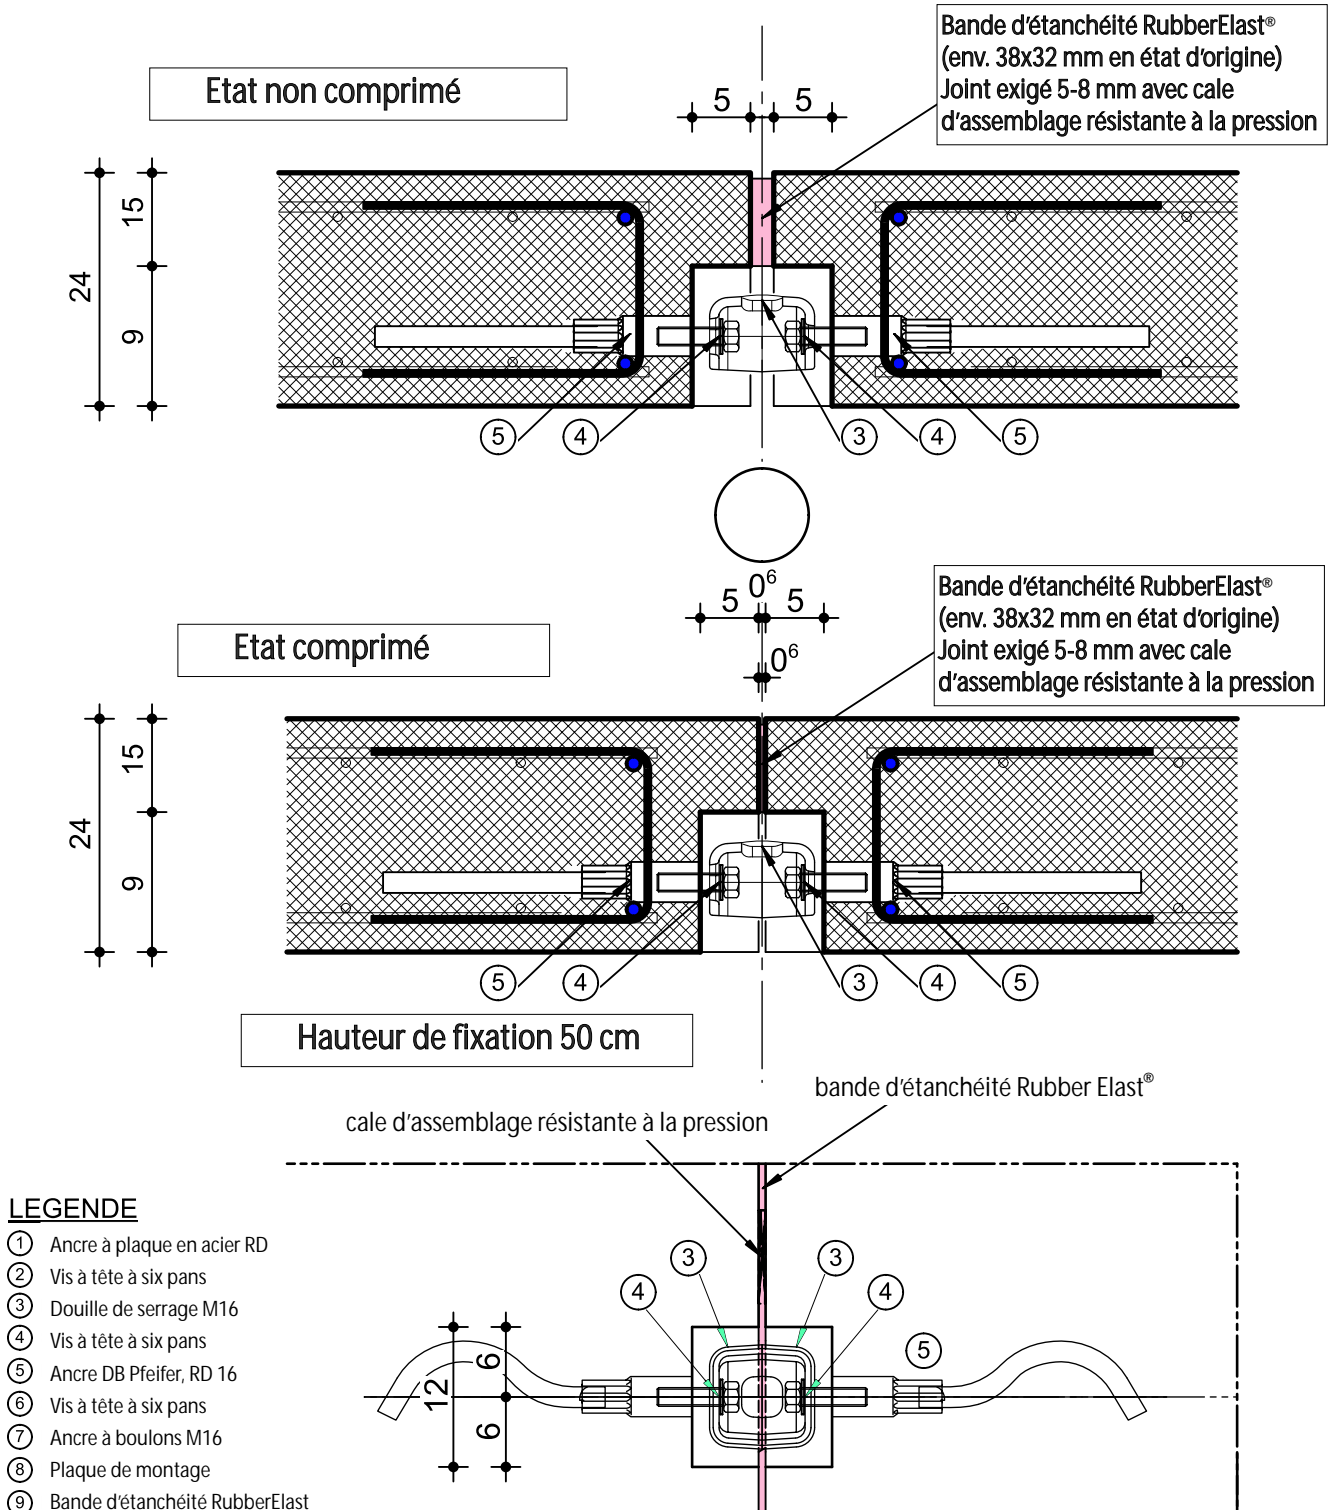 Bande d'étanchéité RubberElast®
(env. 38x32 mm en état d'origine)
Joint exigé 5-8 mm avec cale
d'assemblage résistante à la pression
Etat non comprimé
5 5
15
24
9
5 4 3 4 5
0⁶
5 5
0⁶
Bande d'étanchéité RubberElast®
(env. 38x32 mm en état d'origine)
Joint exigé 5-8 mm avec cale
d'assemblage résistante à la pression
Etat comprimé
15
24
9
5 4 3 4 5
Hauteur de fixation 50 cm
bande d'étanchéité Rubber Elast®
cale d'assemblage résistante à la pression
3 3
4 4
5
6
12
6
LEGENDE
1 Ancre à plaque en acier RD
2 Vis à tête à six pans
3 Douille de serrage M16
4 Vis à tête à six pans
5 Ancre DB Pfeifer, RD 16
6 Vis à tête à six pans
7 Ancre à boulons M16
8 Plaque de montage
9 Bande d'étanchéité RubberElast